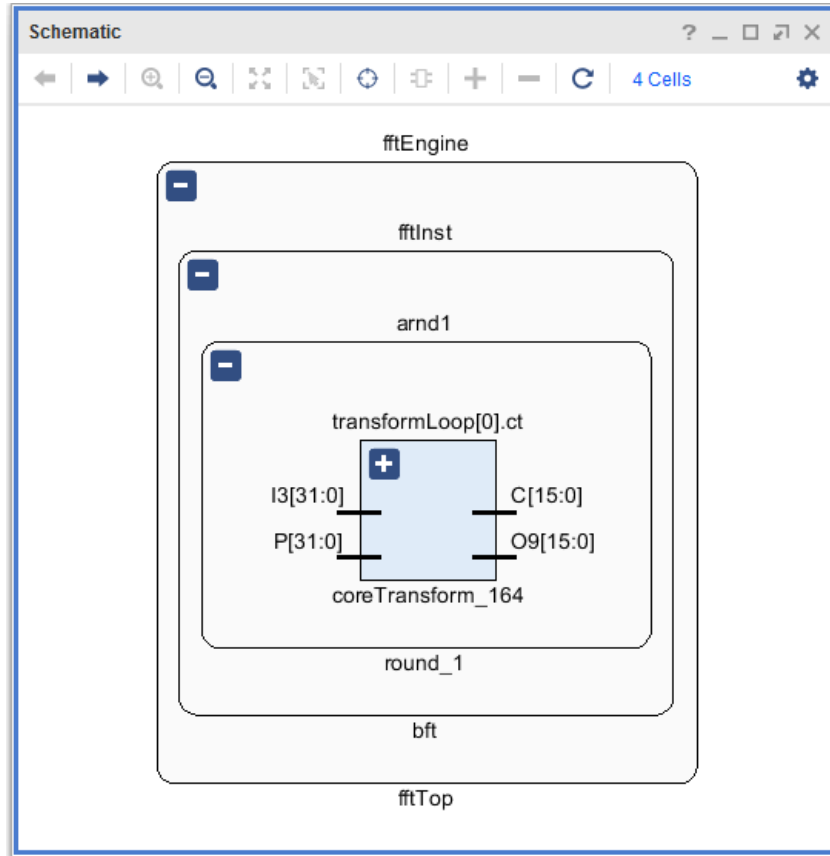 Schematic
4 Cells
fftEngine
fftInst
arnd1
transformLoop[0].ct
I3[31:0] C[15:0]
P[31:0] O9[15:0]
coreTransform_164
round_1
bft
fftTop